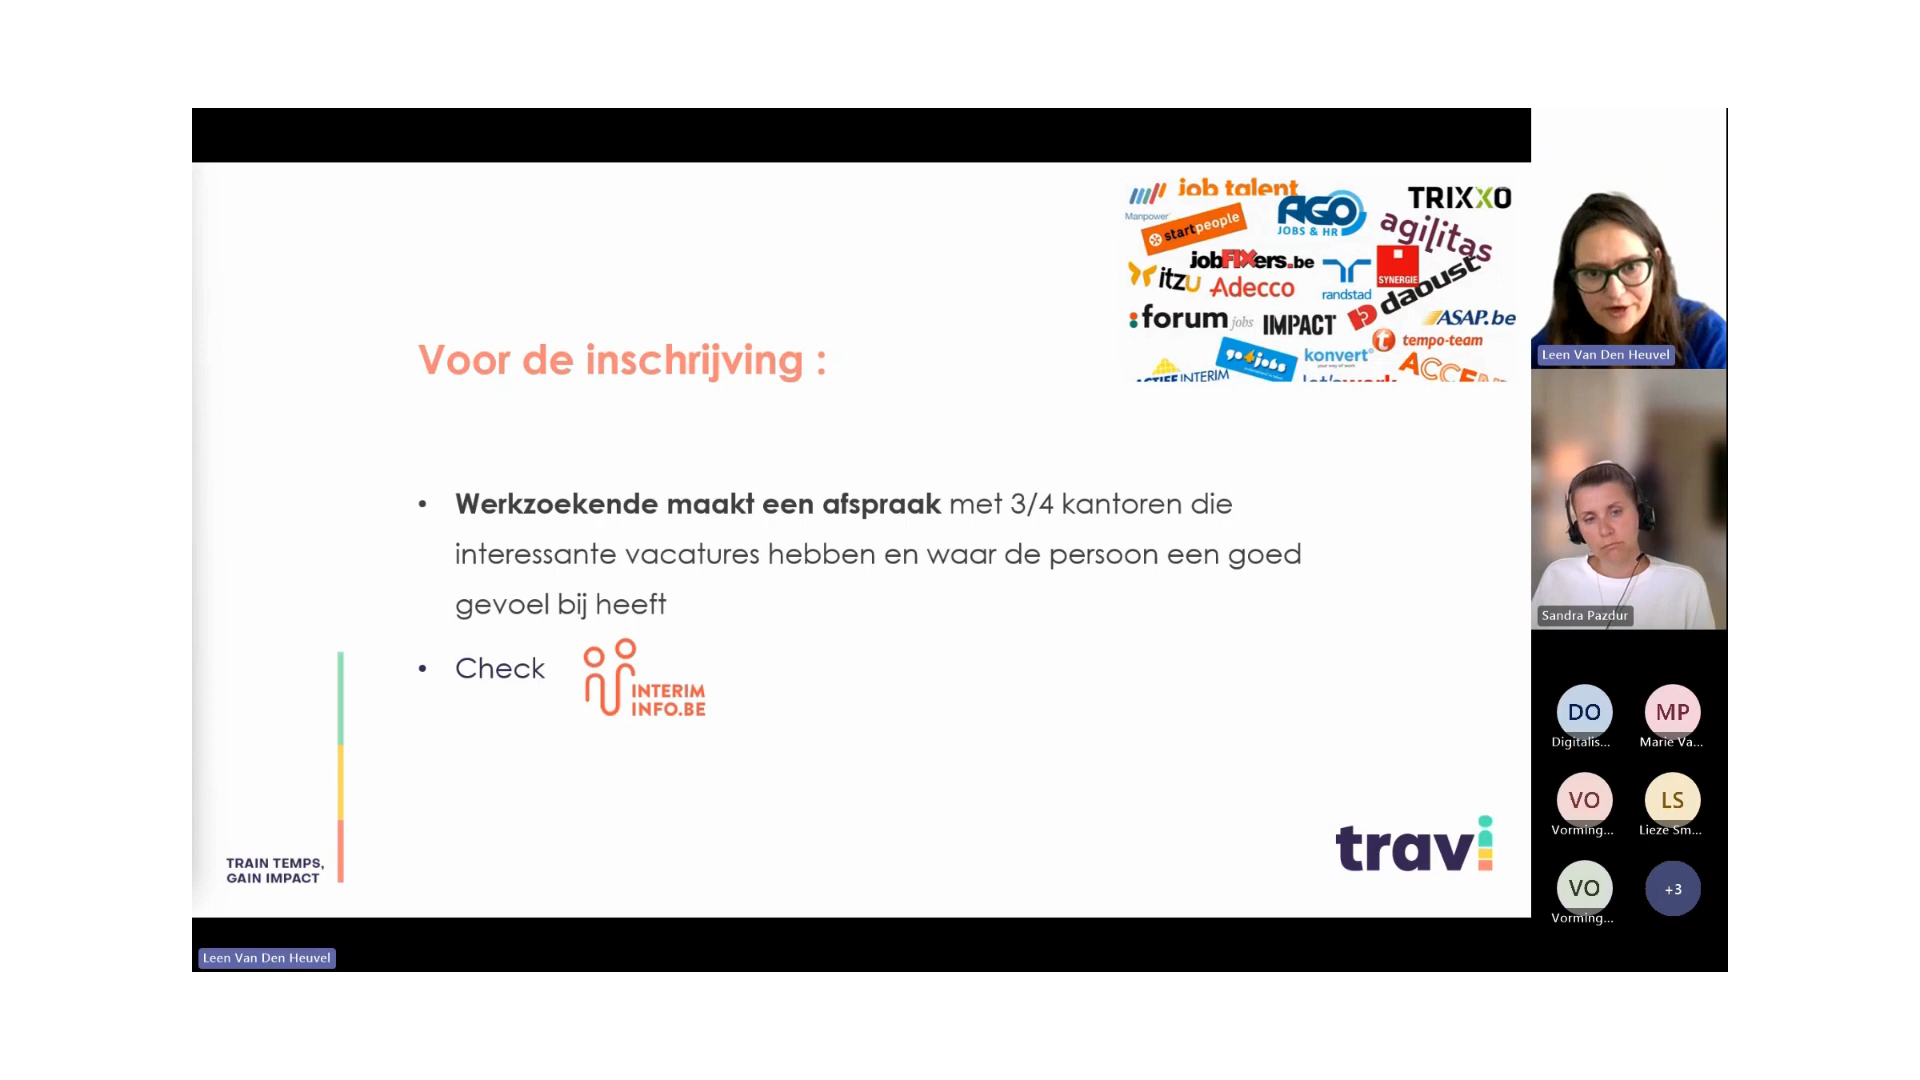 job talent
Manpower
startpeople
AGO
JOBS & HR
TRIXXO
agilitas
jobFIXers.be
itzu
Adecco
randstad
SYNERGIE
daoust
:forum jobs
IMPACT
ASAP.be
go4jobs
konvert
tempo-team
ACTIEF INTERIM
let's work
ACCENT
Voor de inschrijving :
• Werkzoekende maakt een afspraak met 3/4 kantoren die
interessante vacatures hebben en waar de persoon een goed
gevoel bij heeft
• Check
INTERIM
INFO.BE
TRAIN TEMPS,
GAIN IMPACT
travi
Leen Van Den Heuvel
Leen Van Den Heuvel
Sandra Pazdur
DO
Digitalis...
MP
Marie Va...
VO
Vorming...
LS
Lieze Sm...
VO
Vorming...
+3